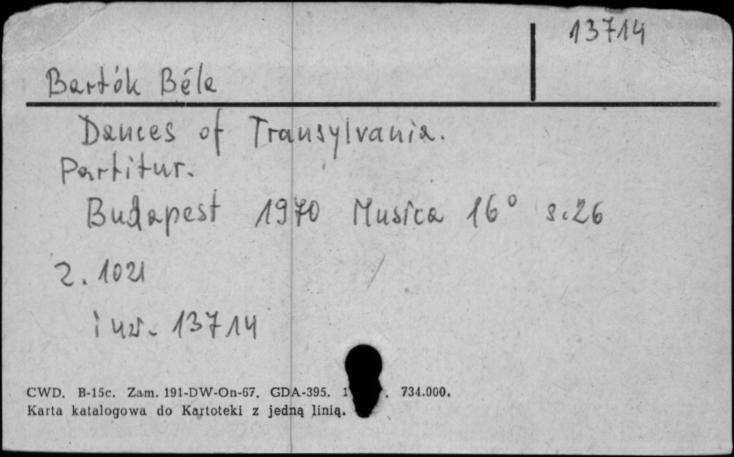 13714
Bartók Béla
Dances of Transylvania.
Partitur.
Budapest 1970 Musica 16° s. 26
2. 1021
inw. 13714
CWD. B-15c. Zam. 191-DW-On-67. GDA-395. 734.000.
Karta katalogowa do Kartoteki z jedną linią.